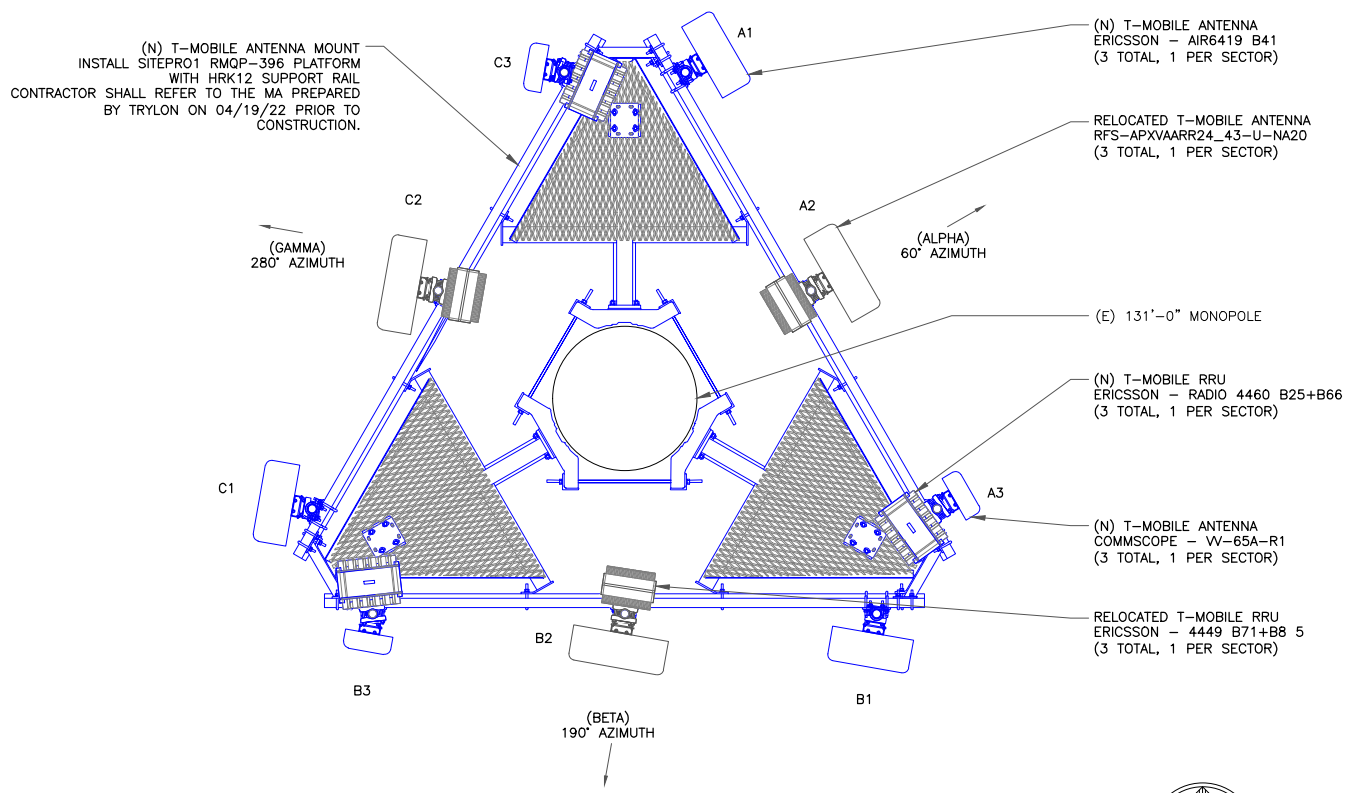 (N) T-MOBILE ANTENNA MOUNT
INSTALL SITEPRO1 RMQP-396 PLATFORM
WITH HRK12 SUPPORT RAIL
CONTRACTOR SHALL REFER TO THE MA PREPARED
BY TRYLON ON 04/19/22 PRIOR TO
CONSTRUCTION.
C3
A1
(N) T-MOBILE ANTENNA
ERICSSON - AIR6419 B41
(3 TOTAL, 1 PER SECTOR)
RELOCATED T-MOBILE ANTENNA
RFS-APXVAARR24_43-U-NA20
(3 TOTAL, 1 PER SECTOR)
C2
A2
(GAMMA)
280° AZIMUTH
(ALPHA)
60° AZIMUTH
(E) 131'-0" MONOPOLE
(N) T-MOBILE RRU
ERICSSON - RADIO 4460 B25+B66
(3 TOTAL, 1 PER SECTOR)
C1
A3
(N) T-MOBILE ANTENNA
COMMSCOPE - VV-65A-R1
(3 TOTAL, 1 PER SECTOR)
RELOCATED T-MOBILE RRU
ERICSSON - 4449 B71+B8 5
(3 TOTAL, 1 PER SECTOR)
B2
B3
B1
(BETA)
190° AZIMUTH